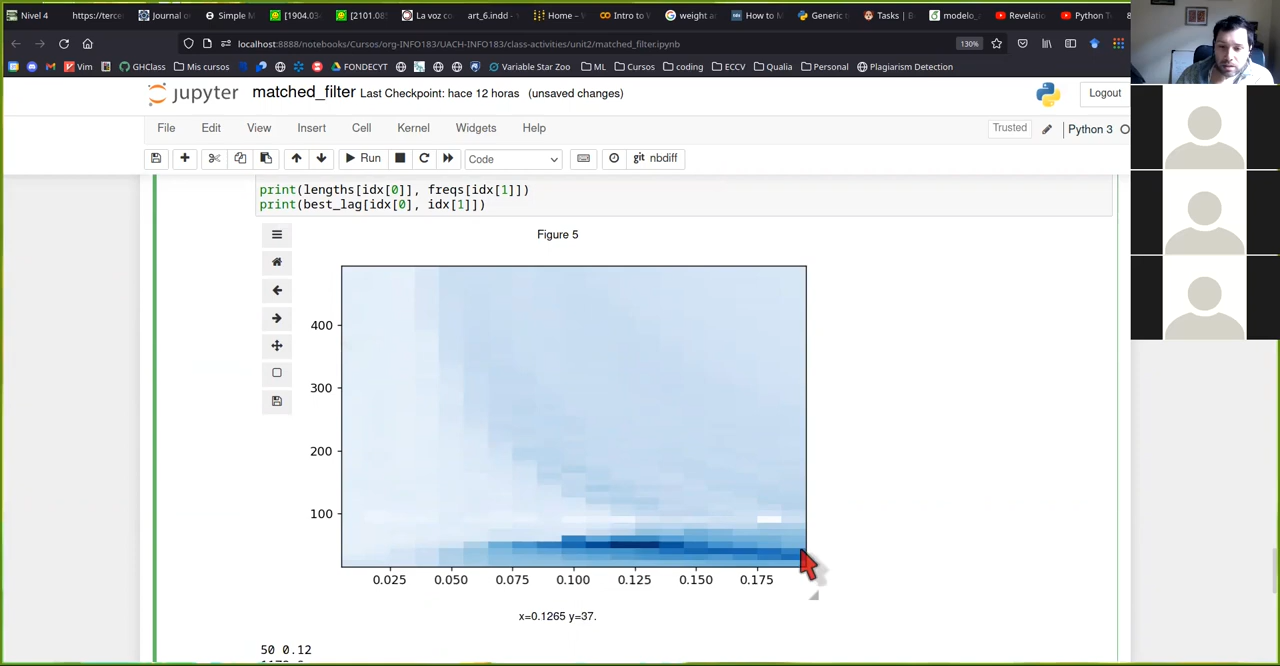 Nivel 4 https://tercer Journal o Simple M [1904.03 [2101.08 La voz co art_6.indd - Home – Intro to weight a How to M Generic Tasks | B modelo_ Revelatio Python T
localhost:8888/notebooks/Cursos/org-INFO183/UACH-INFO183/class-activities/unit2/matched_filter.ipynb 130%
Vim GHClass Mis cursos FONDECYT Variable Star Zoo ML Cursos coding ECCV Qualia Personal Plagiarism Detection
jupyter matched_filter Last Checkpoint: hace 12 horas (unsaved changes) Logout
File Edit View Insert Cell Kernel Widgets Help Trusted Python 3
Run Code git nbdiff
print(lengths[idx[0]], freqs[idx[1]])
print(best_lag[idx[0], idx[1]])
Figure 5
400
300
200
100
0.025 0.050 0.075 0.100 0.125 0.150 0.175
x=0.1265 y=37.
50 0.12